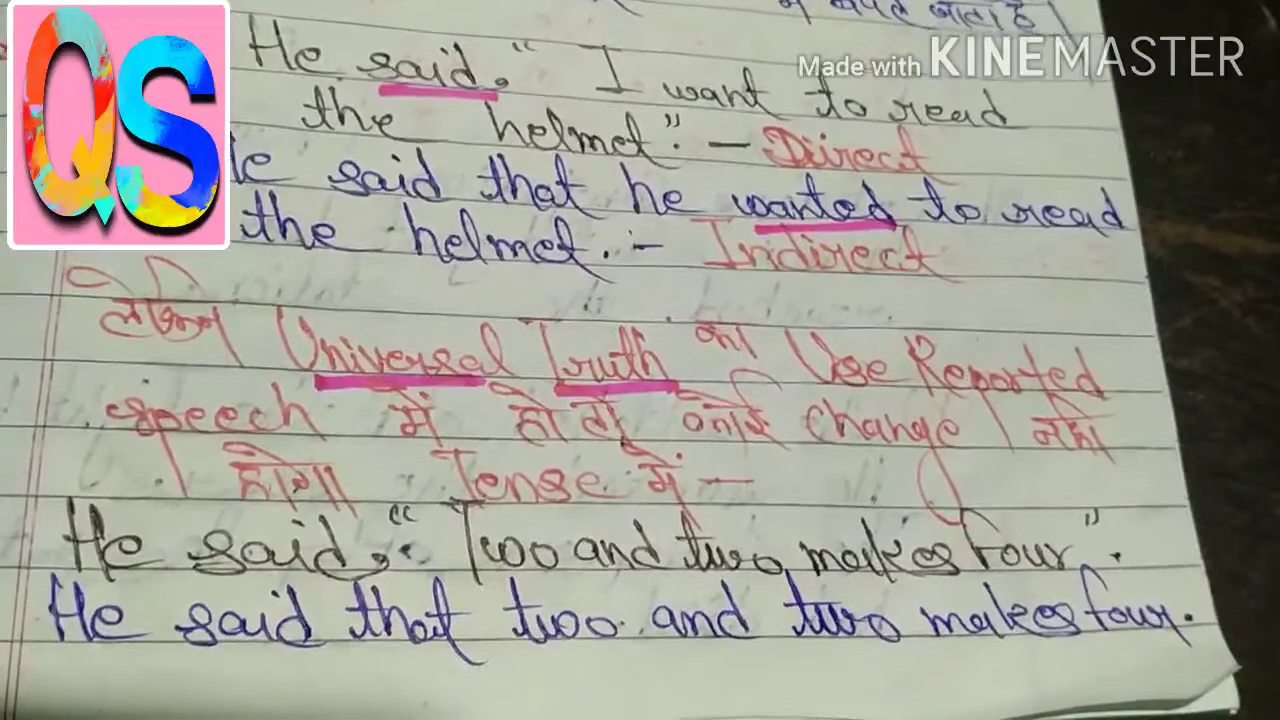 जाता है।
QS
Made with KINEMASTER
He said, “ I want to read
the helmet”. – Direct
He said that he wanted to read
the helmet. :- Indirect
लेकिन Universal Truth का Use Reported
speech में हो तो कोई change नही
होगा Tense में –
He said, “ Two and two makes four”.
He said that two and two makes four.